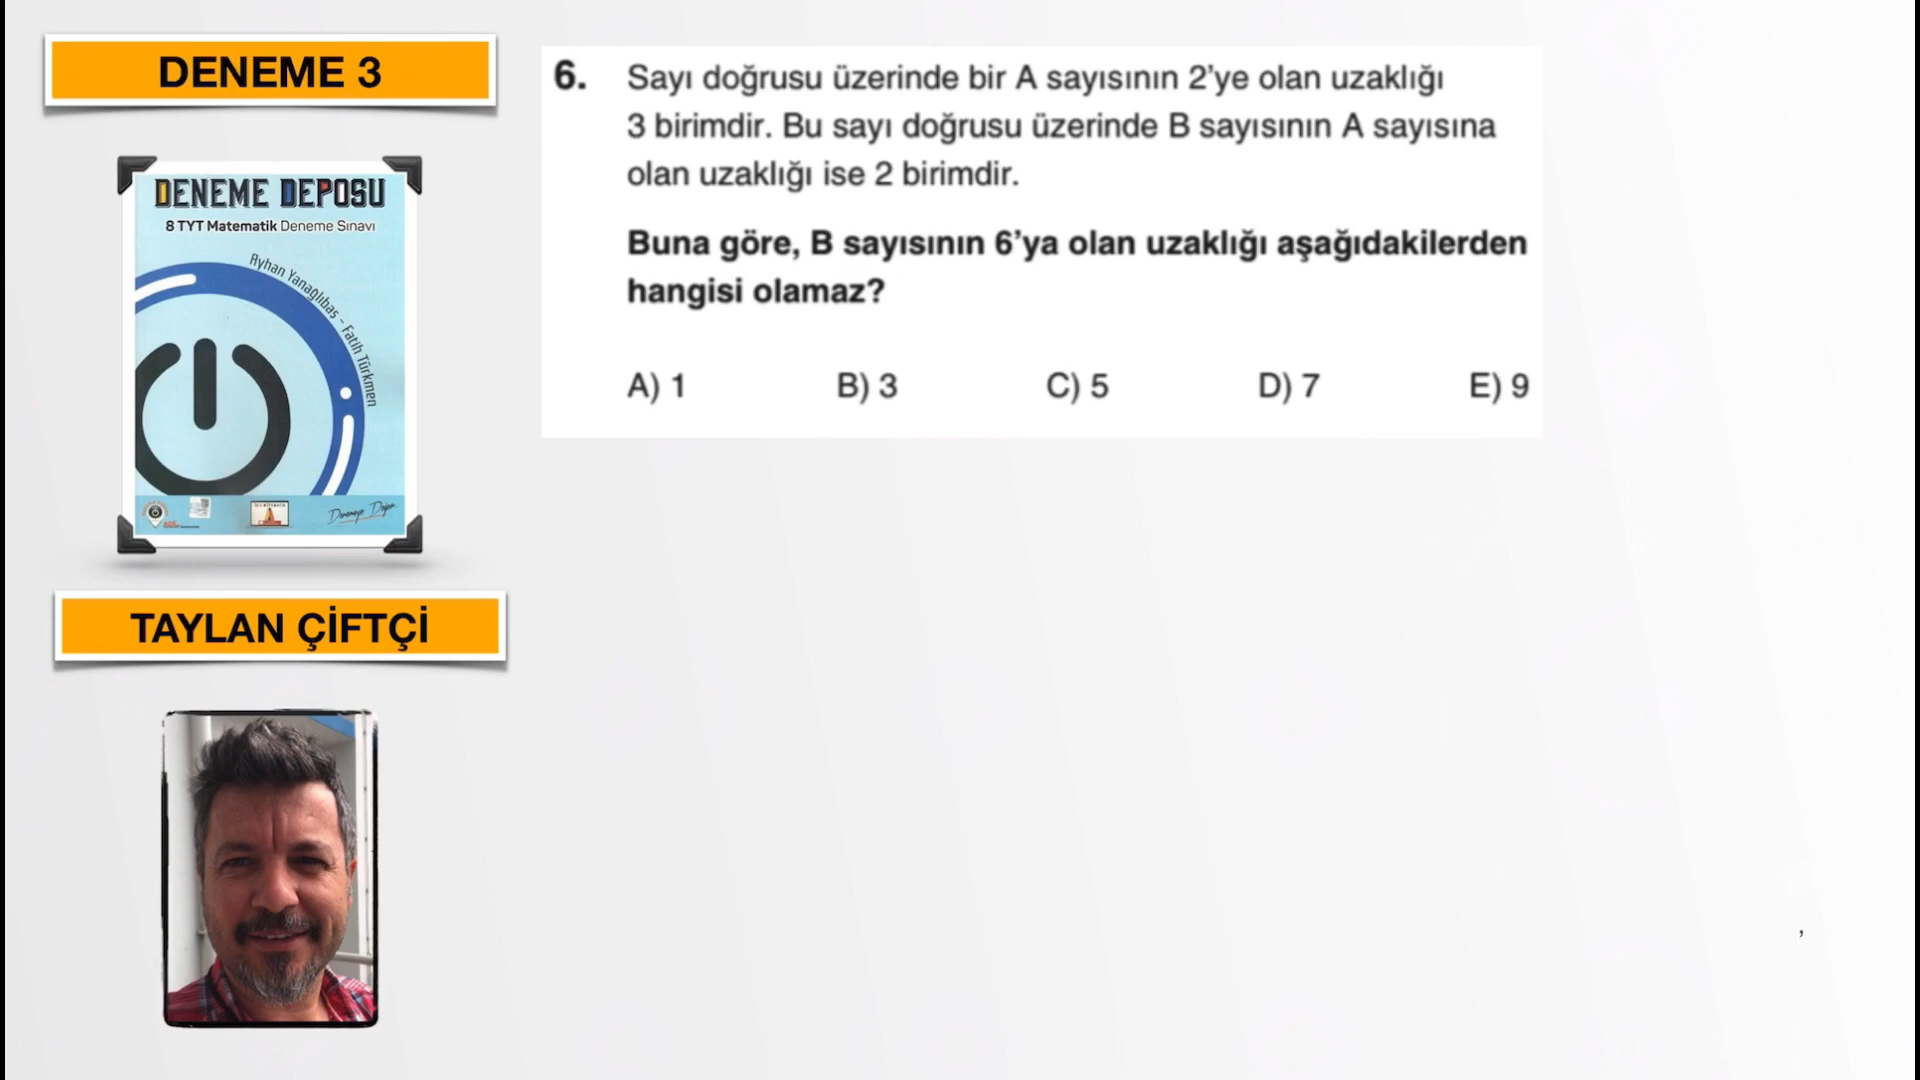 DENEME 3
DENEME DEPOSU
8 TYT Matematik Deneme Sınavı
Ayhan Yanağlıbaş - Fatih Türkmen
Denemeye Değer
TAYLAN ÇİFTÇİ
6. Sayı doğrusu üzerinde bir A sayısının 2’ye olan uzaklığı
3 birimdir. Bu sayı doğrusu üzerinde B sayısının A sayısına
olan uzaklığı ise 2 birimdir.
Buna göre, B sayısının 6’ya olan uzaklığı aşağıdakilerden
hangisi olamaz?
A) 1 B) 3 C) 5 D) 7 E) 9
,